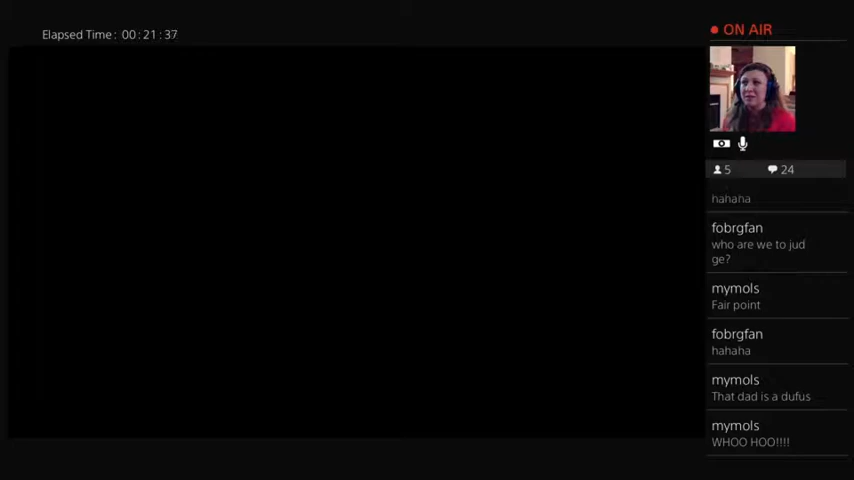 Elapsed Time: 00:21:37
ON AIR
5 24
hahaha
fobrgfan
who are we to jud
ge?
mymols
Fair point
fobrgfan
hahaha
mymols
That dad is a dufus
mymols
WHOO HOO!!!!